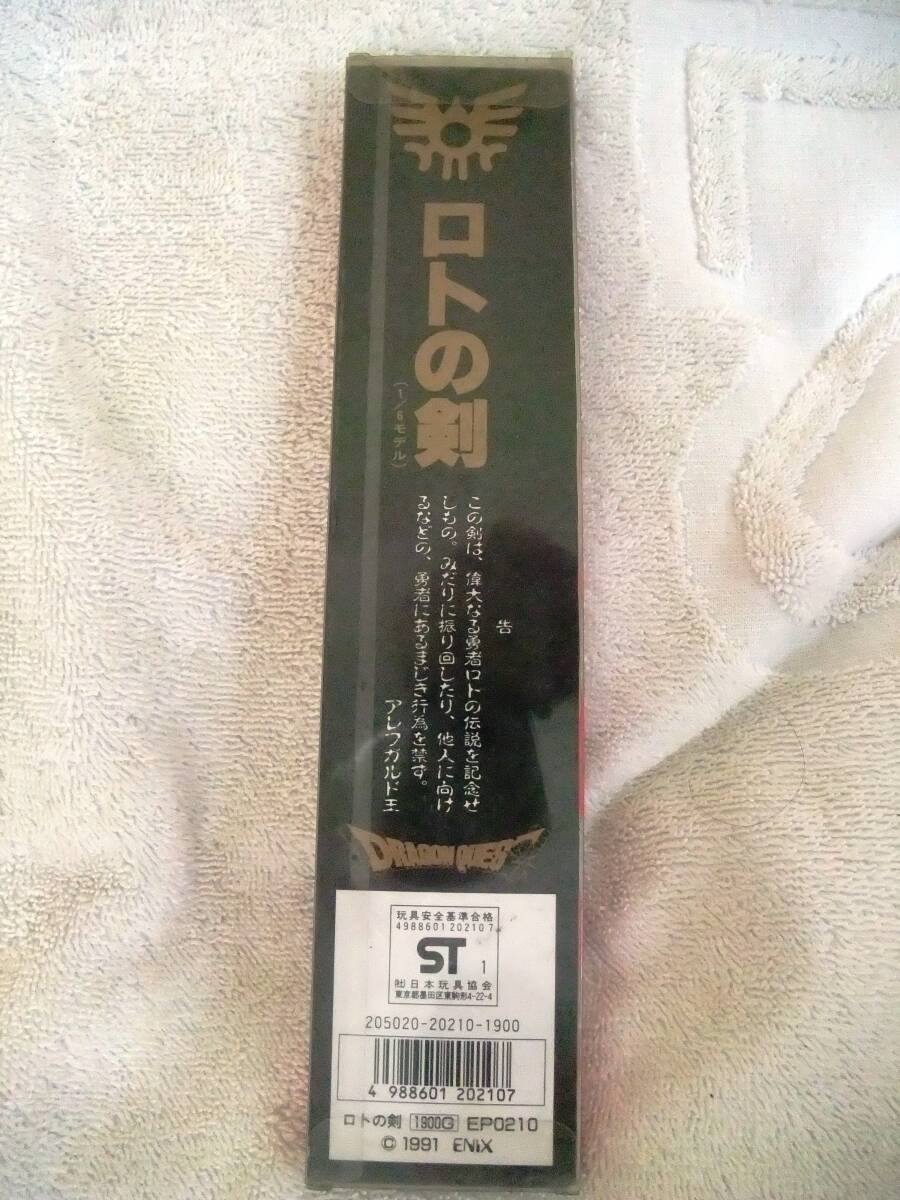 ロトの剣
(1/6モデル)
告
この剣は、偉大なる勇者ロトの伝説を記念せ
しもの。みだりに振り回したり、他人に向け
るなどの、勇者にあるまじき行為を禁ず。
アレフガルド王
DRAGON QUEST
玩具安全基準合格
4988601202107
ST 1
㈳日本玩具協会
東京都墨田区東駒形4-22-4
205020-20210-1900
4 988601 202107
ロトの剣 1900G EP0210
© 1991 ENIX